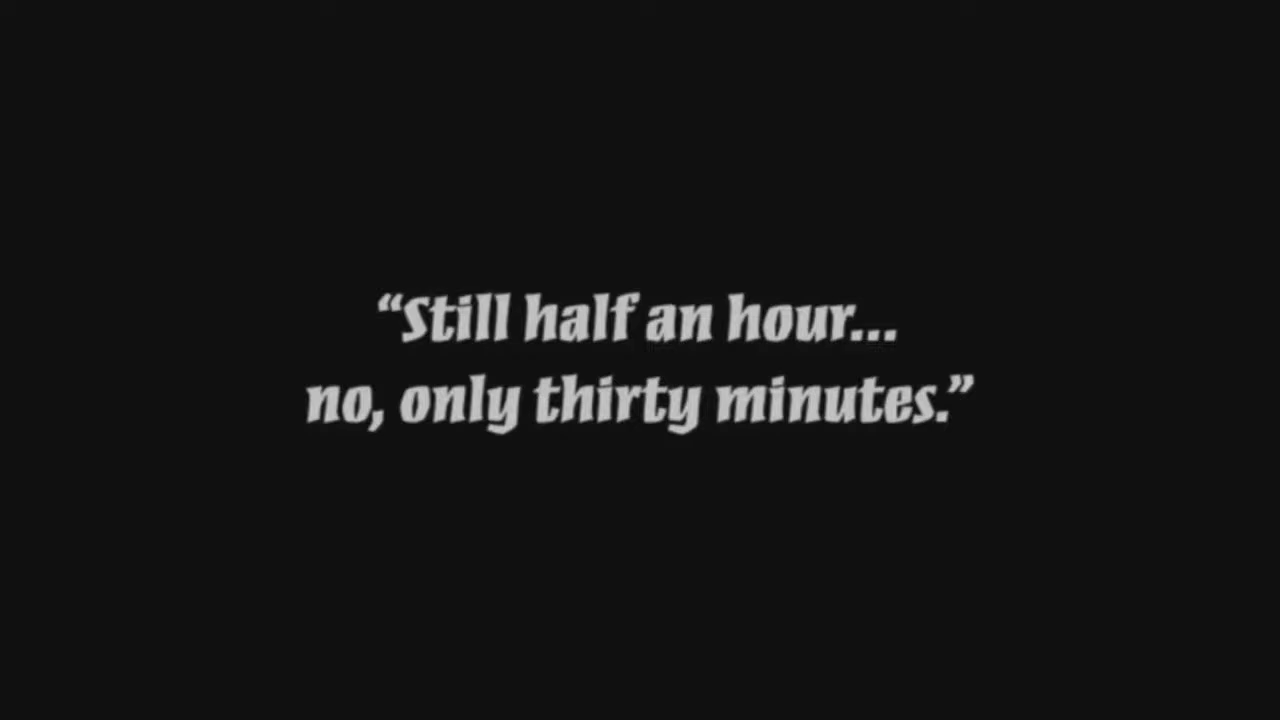 “Still half an hour...
no, only thirty minutes.”